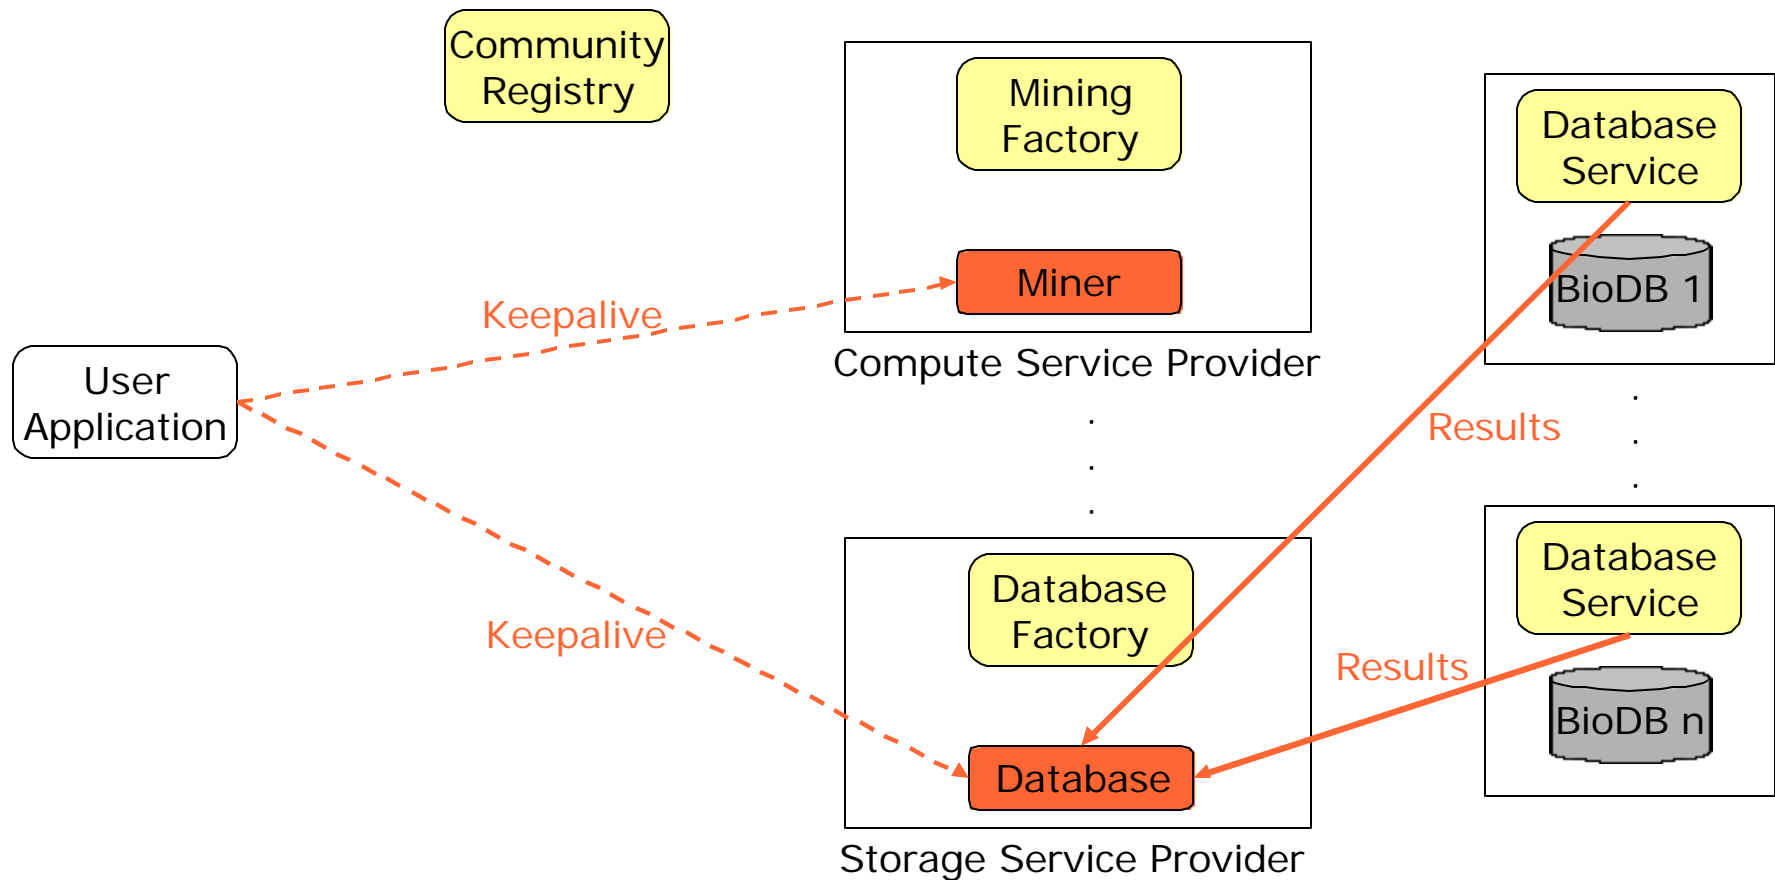 Community
Registry
Mining
Factory
Database
Service
Miner
BioDB 1
Keepalive
Compute Service Provider
User
Application
.
.
.
Results
.
.
.
Database
Factory
Database
Service
Keepalive
Results
BioDB n
Database
Storage Service Provider